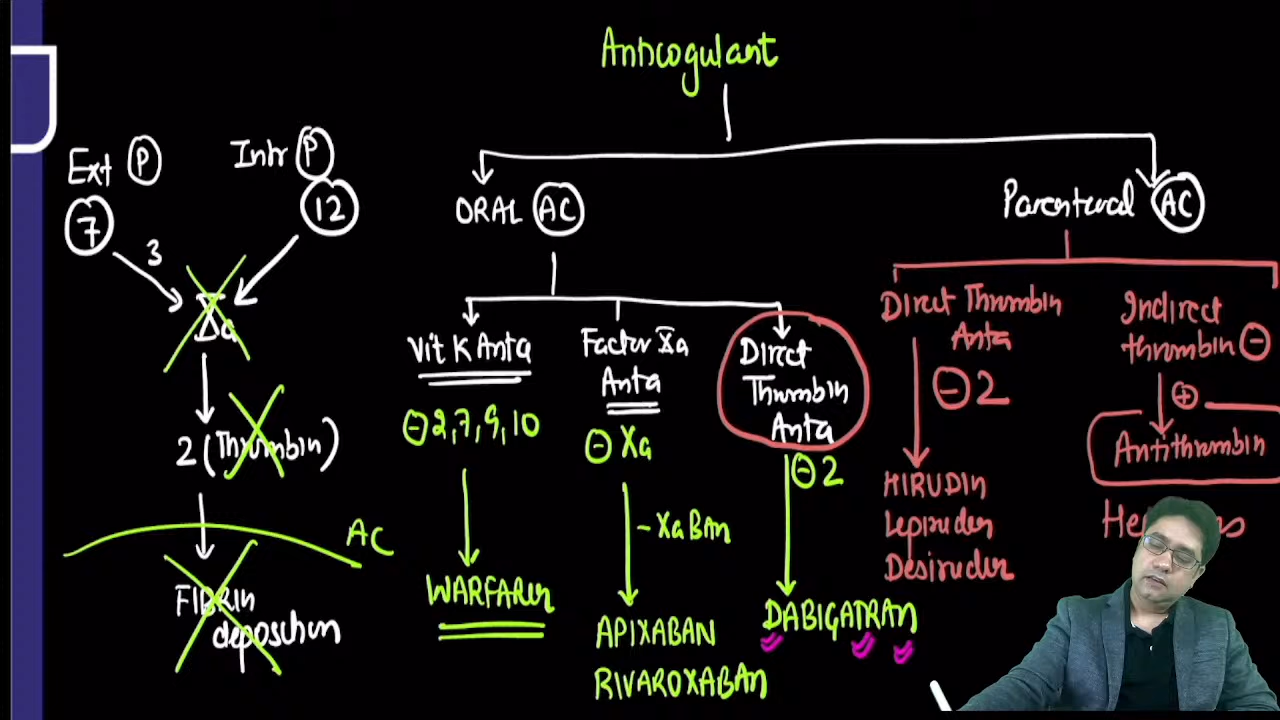 Anticogulant
Ext P
Intr P
7
12
3
Xa
2 (Thrombin)
AC
FIBRIN
deposition
ORAL AC
Vit K Anta
⊖2,7,9,10
WARFARIN
Factor Xa
Anta
⊖ Xa
-XaBAN
APIXABAN
RIVAROXABAN
Direct
Thrombin
Anta
⊖2
DABIGATRAN
Parenteral AC
Direct Thrombin
Anta
⊖2
HIRUDIN
Lepirudin
Desirudin
Indirect
thrombin ⊖
⊕
Antithrombin